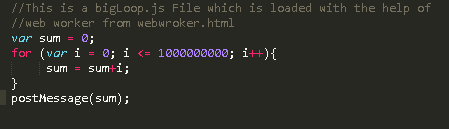 //This is a bigLoop.js File which is loaded with the help of
//web worker from webwroker.html
var sum = 0;
for (var i = 0; i <= 1000000000; i++){
     sum = sum+i;
}
postMessage(sum);